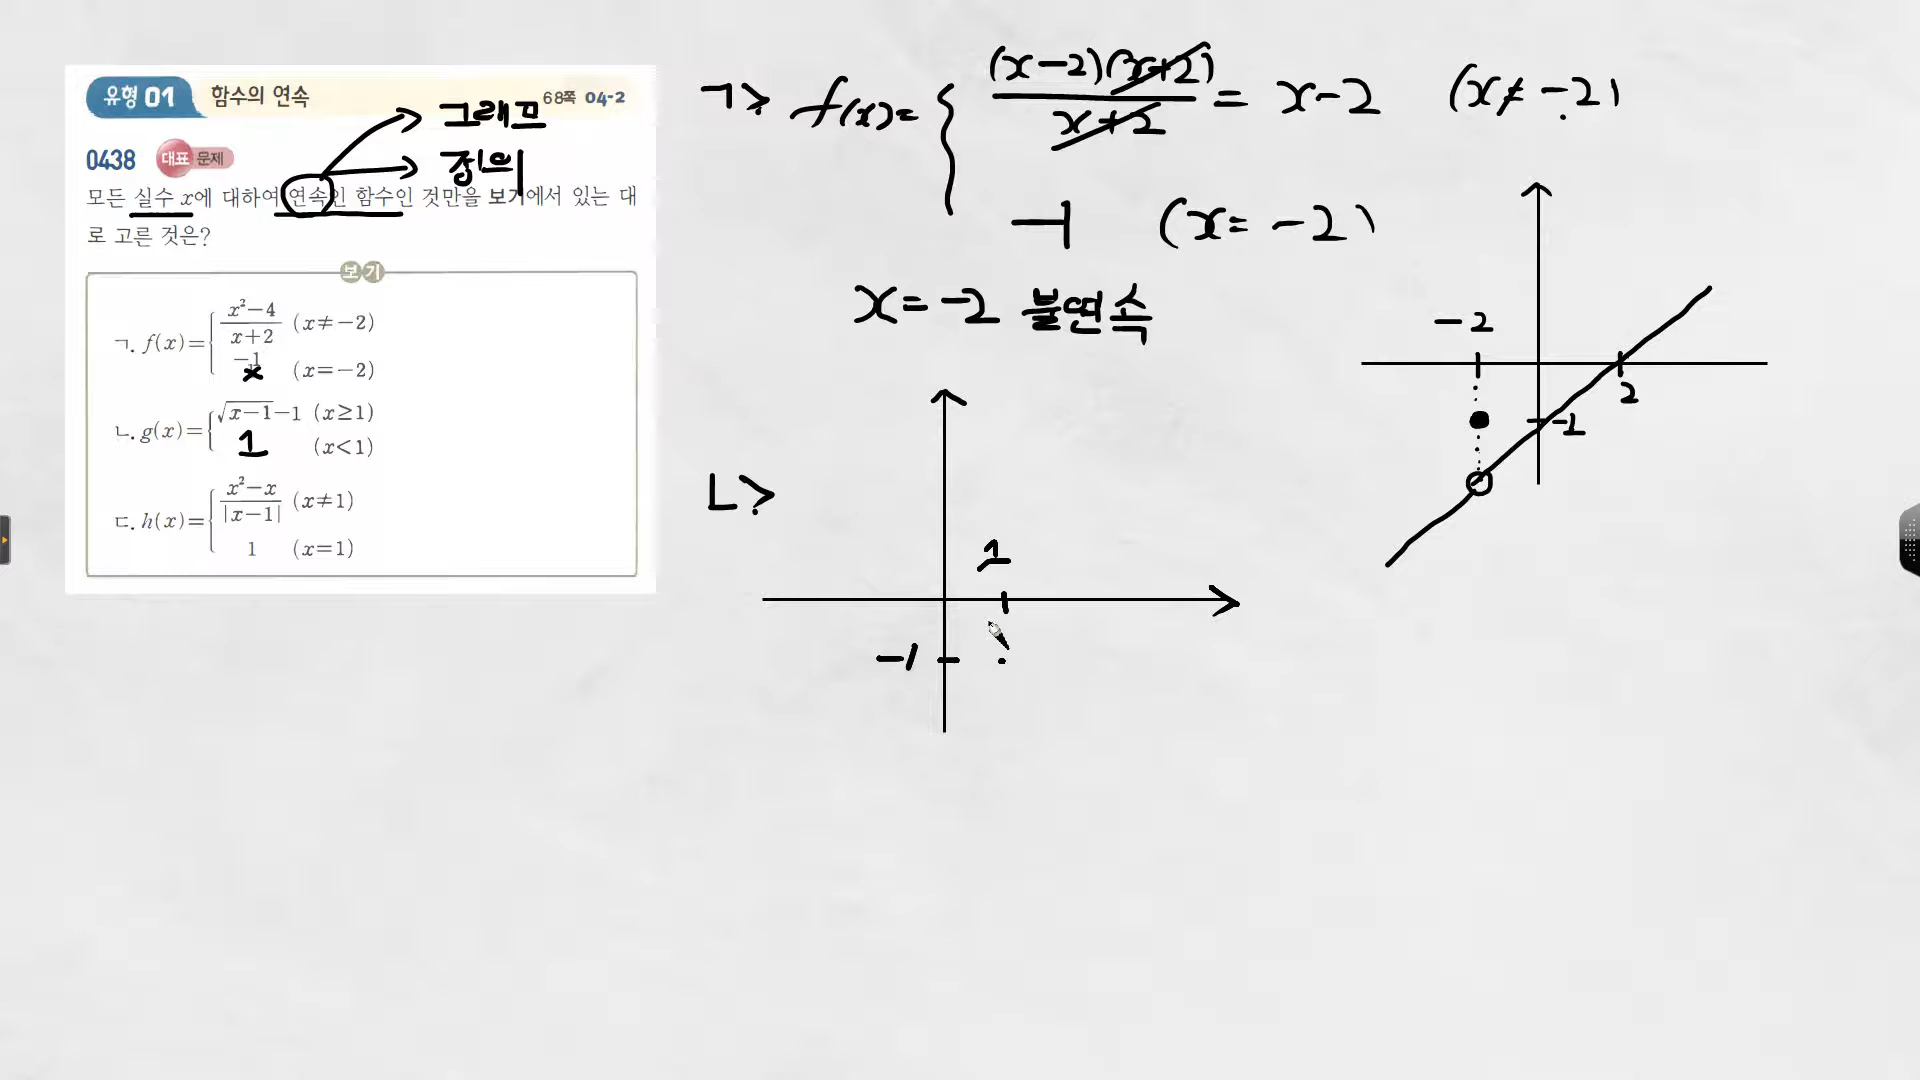 유형 01 함수의 연속 68쪽 04-2
그래프
정의
0438 대표 문제
모든 실수 x에 대하여 연속인 함수인 것만을 보기에서 있는 대
로 고른 것은?
보기
ㄱ. f(x)= { (x²-4)/(x+2) (x≠-2)
-1 (x=-2)
ㄴ. g(x)= { √(x-1)-1 (x≥1)
1 (x<1)
ㄷ. h(x)= { (x²-x)/|x-1| (x≠1)
1 (x=1)
ㄱ> f(x)= { (x-2)(x+2)/(x+2) = x-2 (x≠-2)
-1 (x=-2)
x=-2 불연속
-2
2
-1
ㄴ>
1
-1